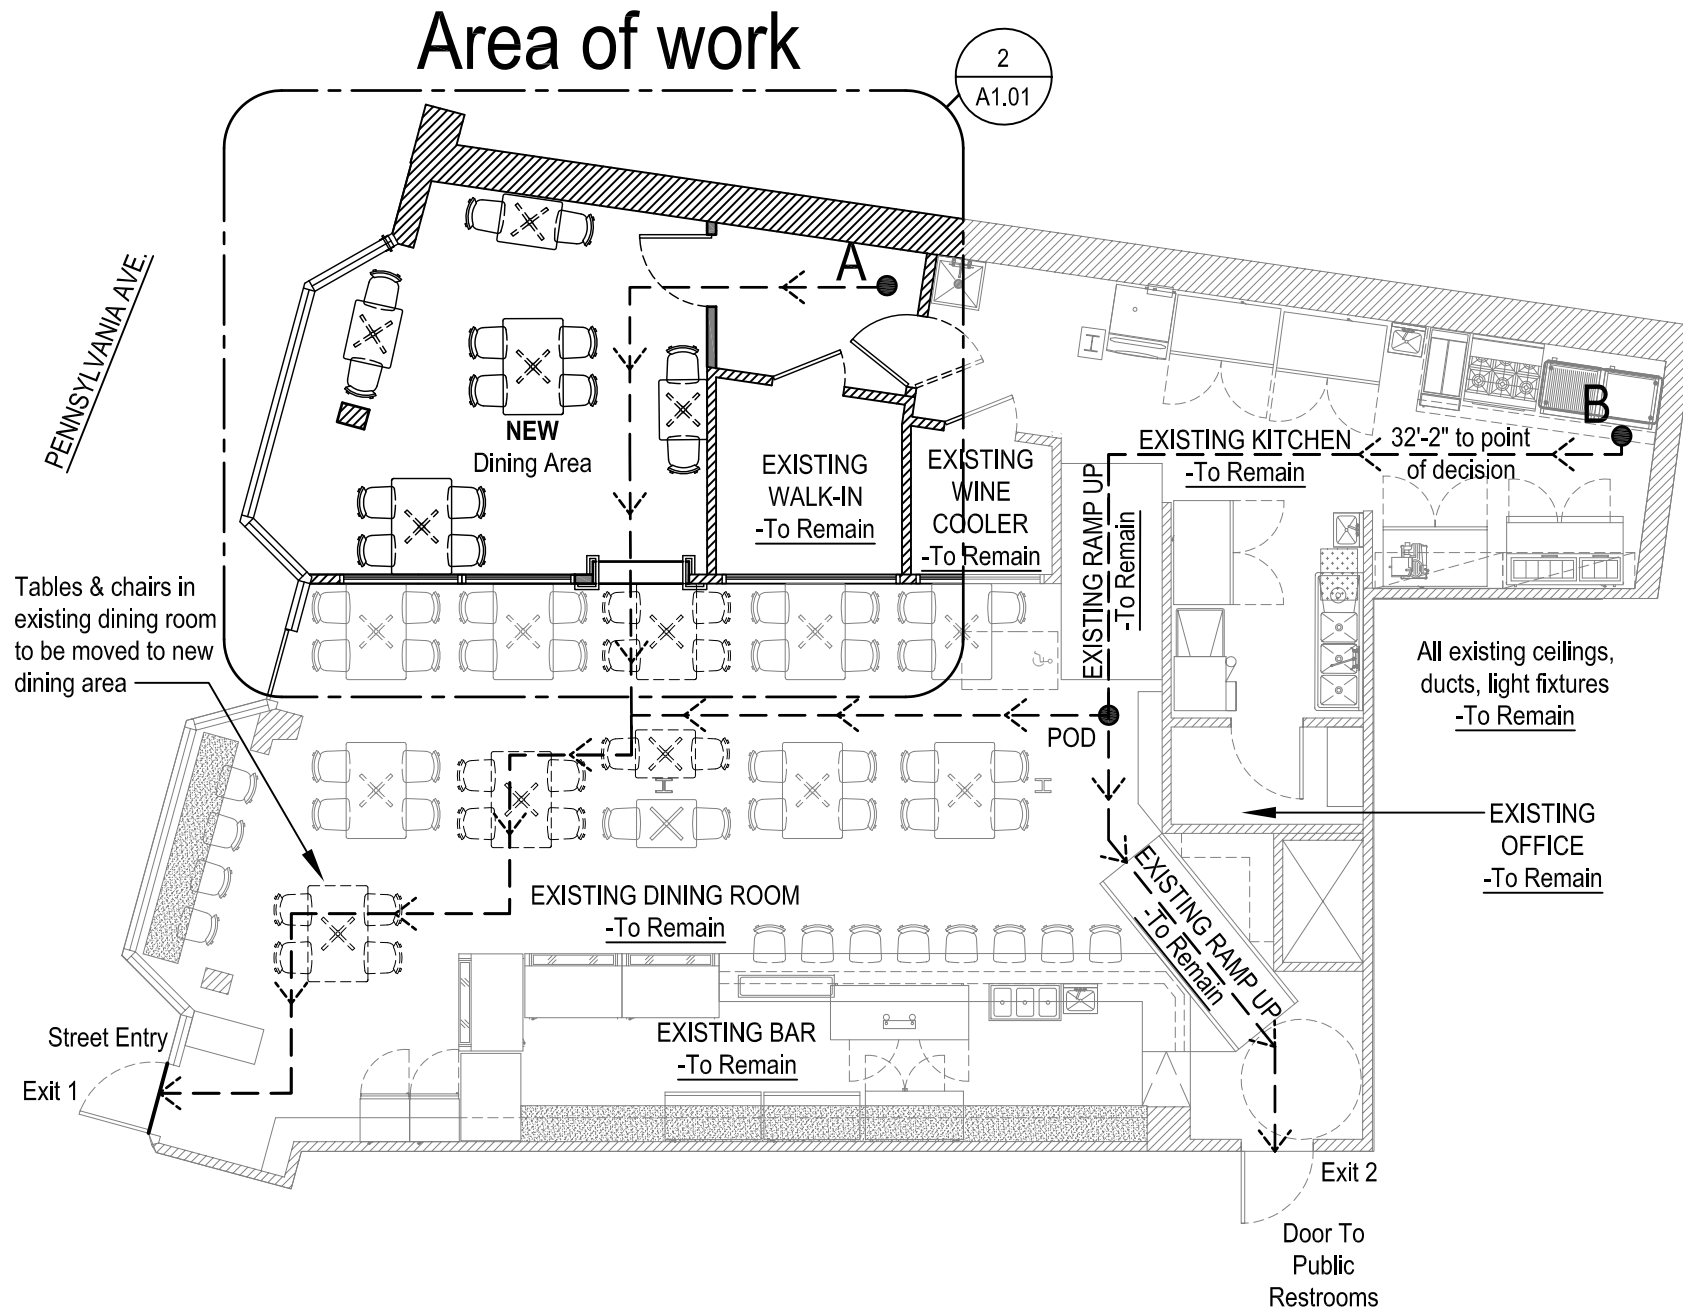 Area of work
2
A1.01
PENNSYLVANIA AVE.
A
B
NEW
Dining Area
EXISTING
WALK-IN
-To Remain
EXISTING
WINE
COOLER
-To Remain
EXISTING RAMP UP
-To Remain
EXISTING KITCHEN
-To Remain
32'-2" to point
of decision
Tables & chairs in
existing dining room
to be moved to new
dining area
All existing ceilings,
ducts, light fixtures
-To Remain
POD
EXISTING
OFFICE
-To Remain
EXISTING DINING ROOM
-To Remain
EXISTING RAMP UP
-To Remain
EXISTING BAR
-To Remain
Street Entry
Exit 1
Exit 2
Door To
Public
Restrooms